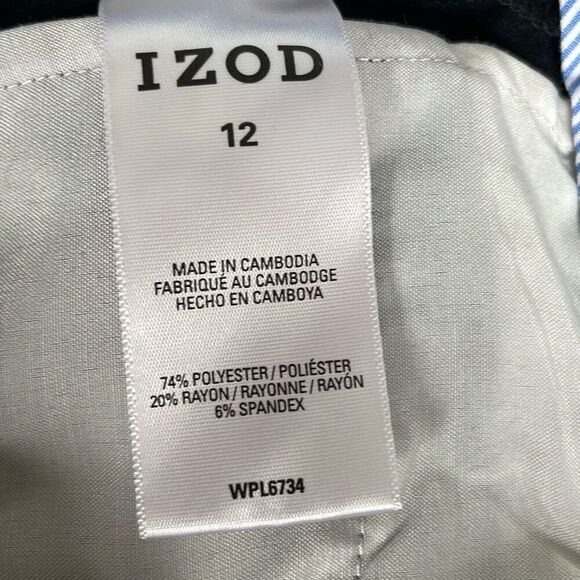 IZOD
12
MADE IN CAMBODIA
FABRIQUÉ AU CAMBODGE
HECHO EN CAMBOYA
74% POLYESTER / POLIÉSTER
20% RAYON / RAYONNE / RAYÓN
6% SPANDEX
WPL6734